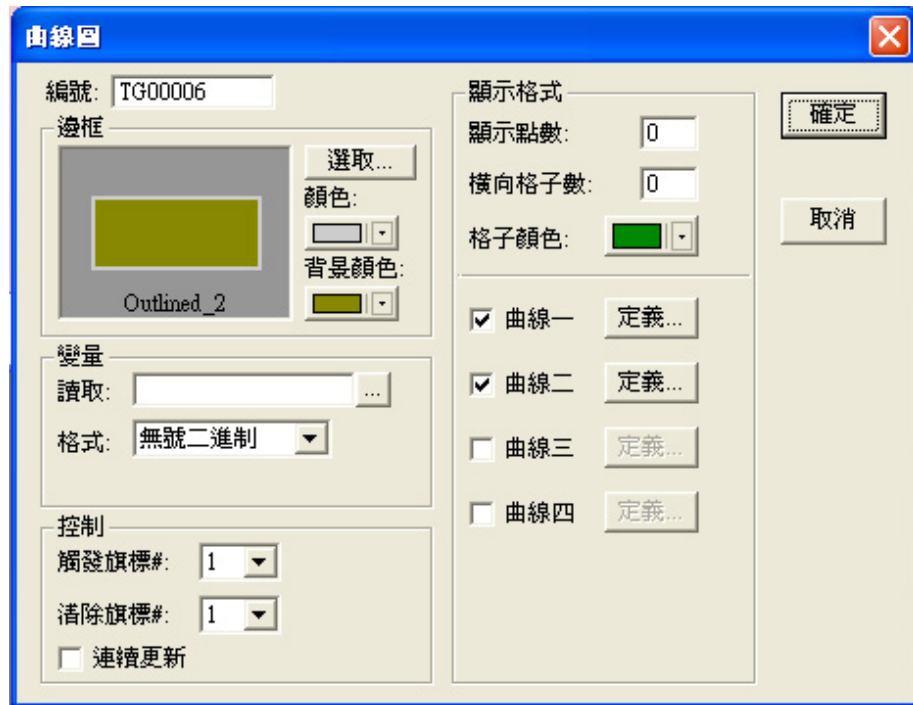 曲線圖
編號: TG00006
邊框
Outlined_2
選取...
顏色:
背景顏色:
變量
讀取:
...
格式: 無號二進制
控制
觸發旗標#: 1
清除旗標#: 1
連續更新
顯示格式
顯示點數: 0
橫向格子數: 0
格子顏色:
曲線一 定義...
曲線二 定義...
曲線三 定義...
曲線四 定義...
確定
取消